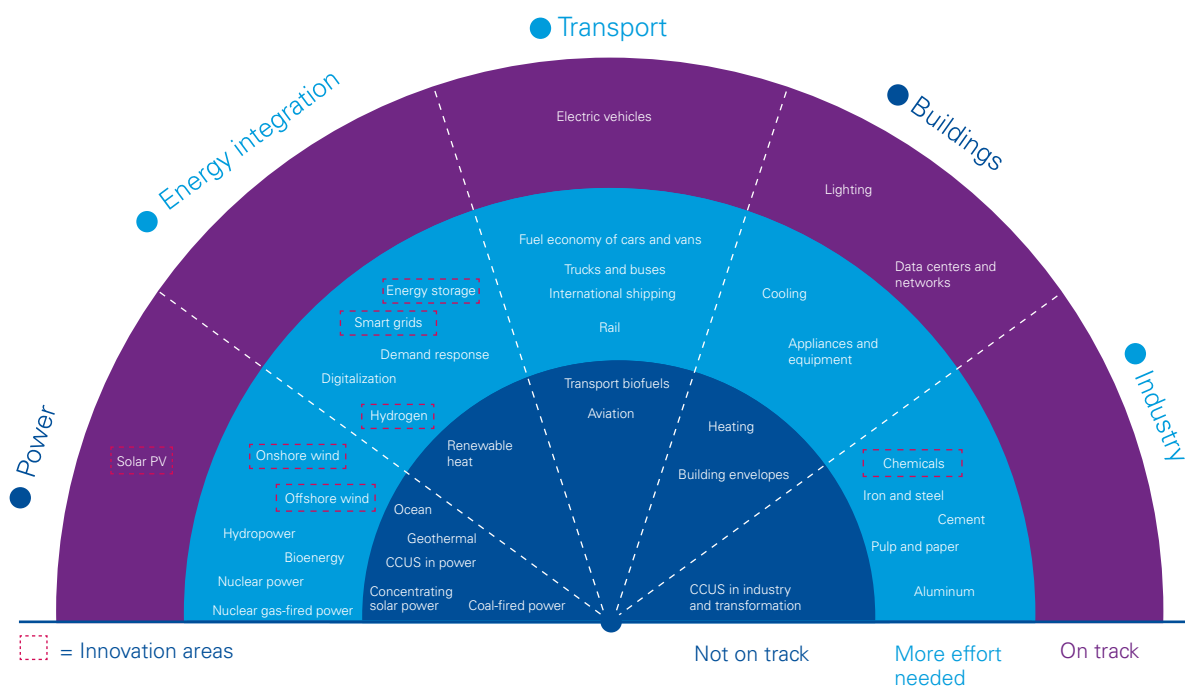 Transport
Energy integration
Buildings
Power
Industry
Electric vehicles
Lighting
Data centers and
networks
Solar PV
Fuel economy of cars and vans
Trucks and buses
International shipping
Rail
Energy storage
Smart grids
Demand response
Digitalization
Hydrogen
Cooling
Appliances and
equipment
Onshore wind
Offshore wind
Hydropower
Bioenergy
Nuclear power
Nuclear gas-fired power
Chemicals
Iron and steel
Cement
Pulp and paper
Aluminum
Transport biofuels
Aviation
Renewable
heat
Heating
Building envelopes
Ocean
Geothermal
CCUS in power
Concentrating
solar power
Coal-fired power
CCUS in industry
and transformation
= Innovation areas
Not on track
More effort
needed
On track